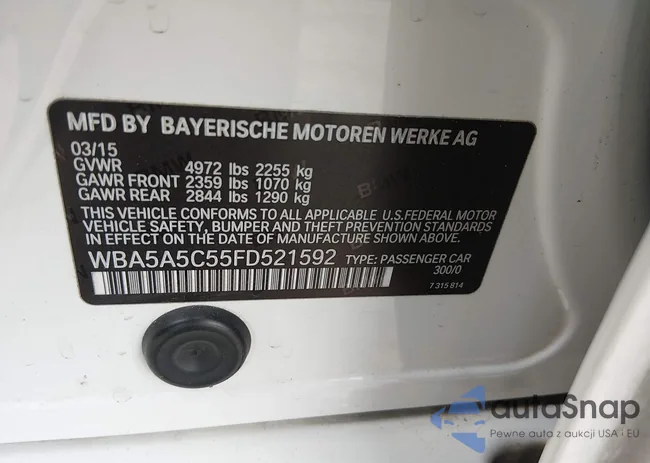 MFD BY BAYERISCHE MOTOREN WERKE AG
03/15
GVWR 4972 lbs 2255 kg
GAWR FRONT 2359 lbs 1070 kg
GAWR REAR 2844 lbs 1290 kg
THIS VEHICLE CONFORMS TO ALL APPLICABLE U.S.FEDERAL MOTOR
VEHICLE SAFETY, BUMPER AND THEFT PREVENTION STANDARDS
IN EFFECT ON THE DATE OF MANUFACTURE SHOWN ABOVE.
WBA5A5C55FD521592 TYPE: PASSENGER CAR
300/0
7 315 814
autoSnap
Pewne auta z aukcji USA · EU